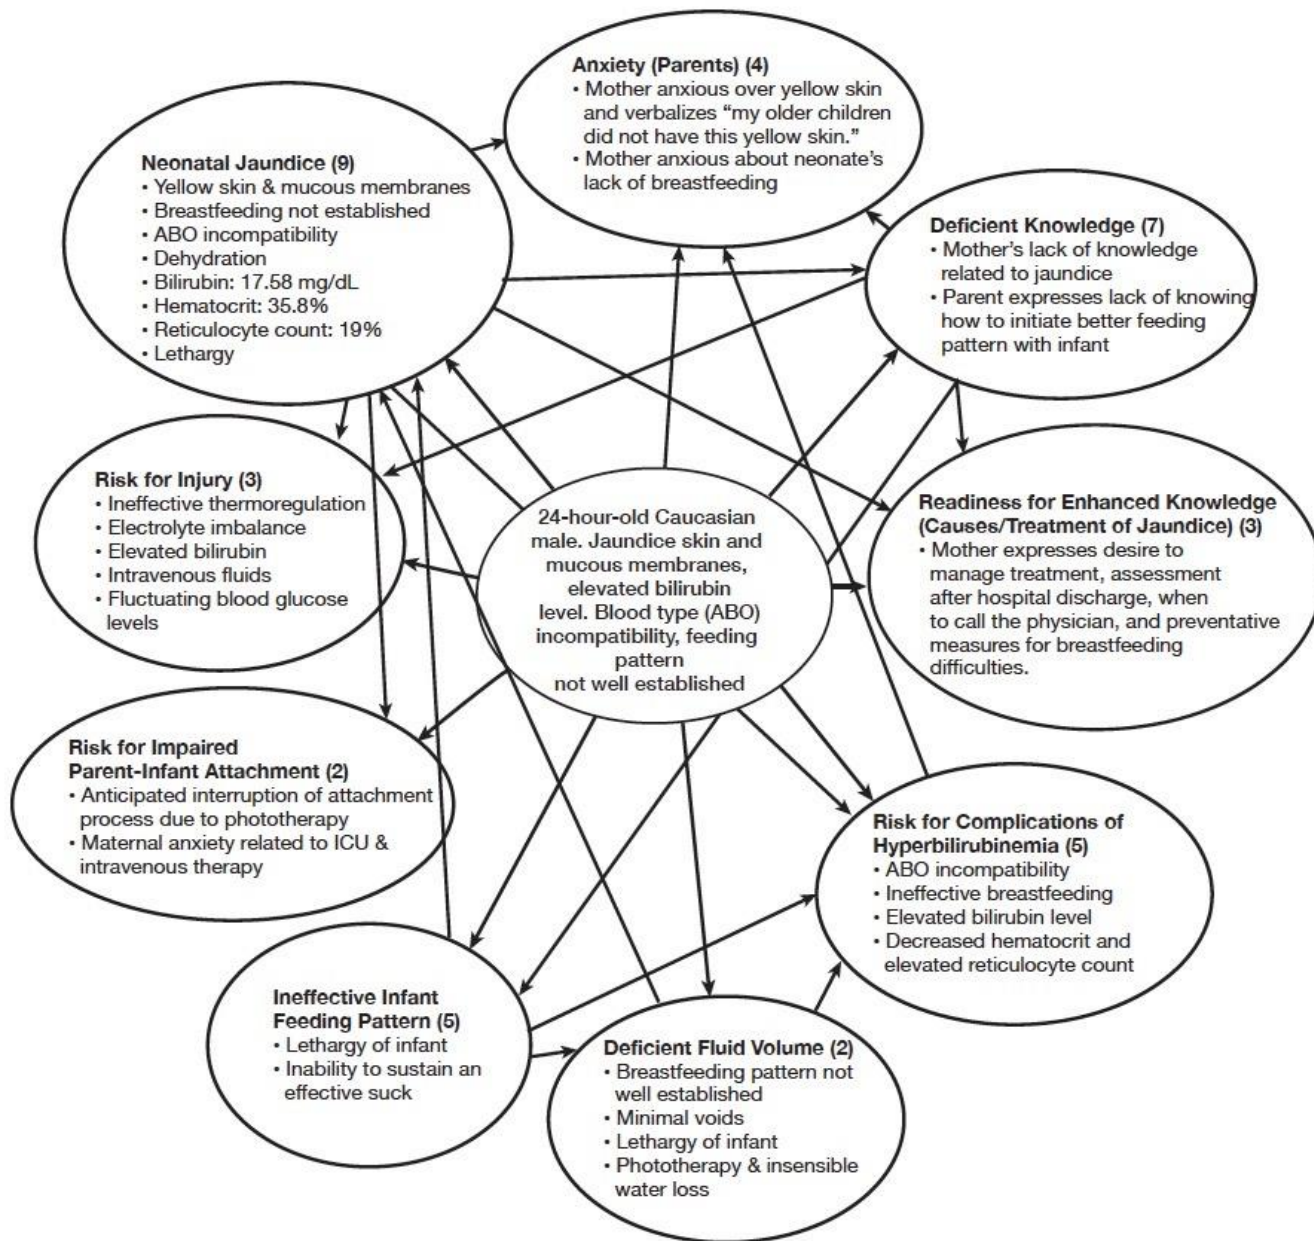 Anxiety (Parents) (4)
• Mother anxious over yellow skin
and verbalizes “my older children
did not have this yellow skin.”
• Mother anxious about neonate’s
lack of breastfeeding
Neonatal Jaundice (9)
• Yellow skin & mucous membranes
• Breastfeeding not established
• ABO incompatibility
• Dehydration
• Bilirubin: 17.58 mg/dL
• Hematocrit: 35.8%
• Reticulocyte count: 19%
• Lethargy
Deficient Knowledge (7)
• Mother’s lack of knowledge
related to jaundice
• Parent expresses lack of knowing
how to initiate better feeding
pattern with infant
Risk for Injury (3)
• Ineffective thermoregulation
• Electrolyte imbalance
• Elevated bilirubin
• Intravenous fluids
• Fluctuating blood glucose
levels
24-hour-old Caucasian
male. Jaundice skin and
mucous membranes,
elevated bilirubin
level. Blood type (ABO)
incompatibility, feeding
pattern
not well established
Readiness for Enhanced Knowledge
(Causes/Treatment of Jaundice) (3)
• Mother expresses desire to
manage treatment, assessment
after hospital discharge, when
to call the physician, and preventative
measures for breastfeeding
difficulties.
Risk for Impaired
Parent-Infant Attachment (2)
• Anticipated interruption of attachment
process due to phototherapy
• Maternal anxiety related to ICU &
intravenous therapy
Risk for Complications of
Hyperbilirubinemia (5)
• ABO incompatibility
• Ineffective breastfeeding
• Elevated bilirubin level
• Decreased hematocrit and
elevated reticulocyte count
Ineffective Infant
Feeding Pattern (5)
• Lethargy of infant
• Inability to sustain an
effective suck
Deficient Fluid Volume (2)
• Breastfeeding pattern not
well established
• Minimal voids
• Lethargy of infant
• Phototherapy & insensible
water loss